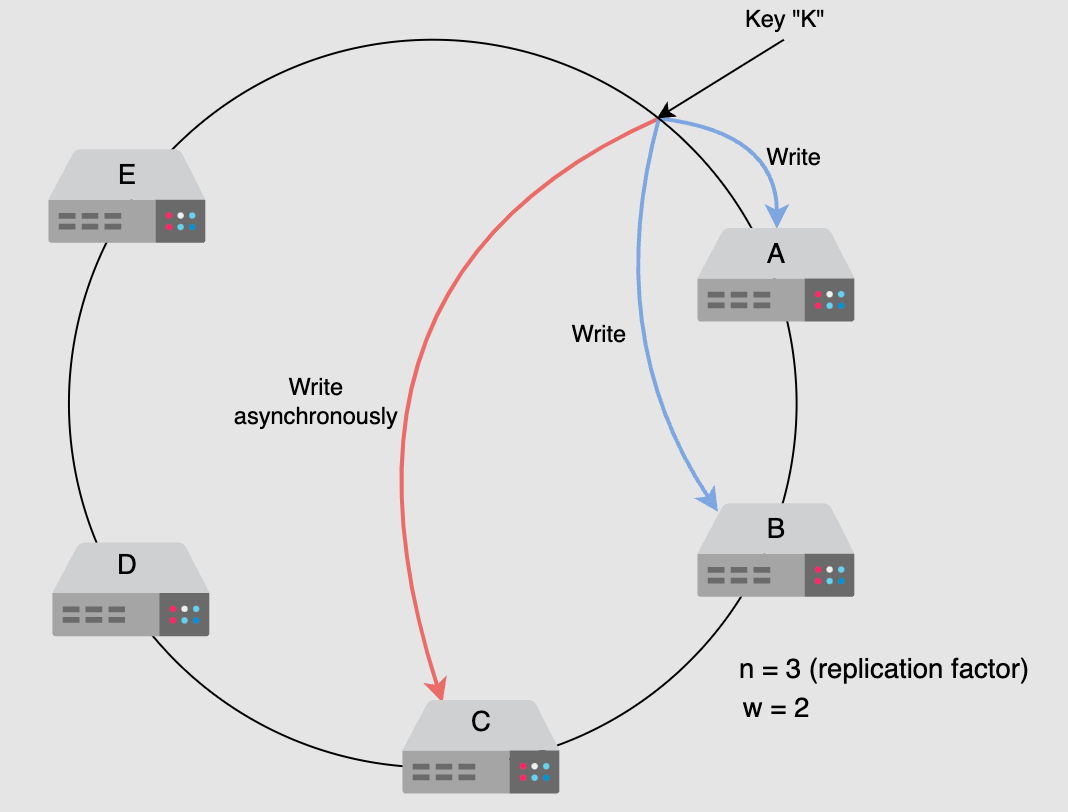 Key "K"
Write
E
A
Write
Write
asynchronously
B
D
n = 3 (replication factor)
w = 2
C